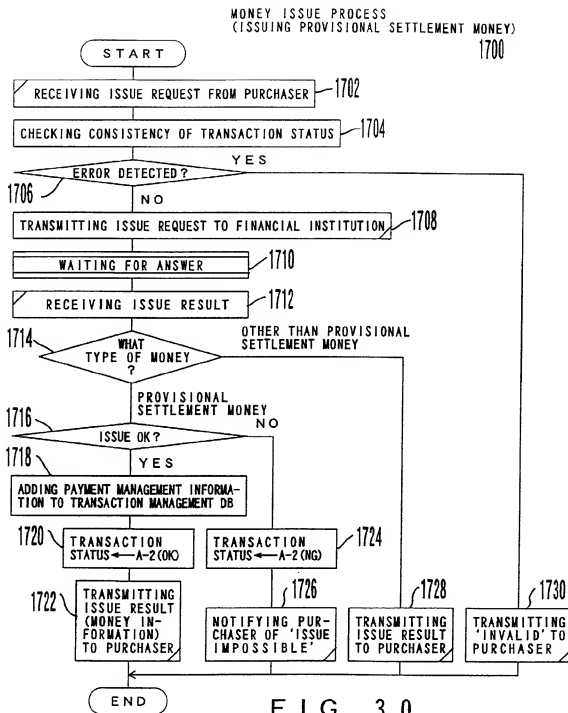 MONEY ISSUE PROCESS
(ISSUING PROVISIONAL SETTLEMENT MONEY)
1700
START
RECEIVING ISSUE REQUEST FROM PURCHASER
1702
CHECKING CONSISTENCY OF TRANSACTION STATUS
1704
YES
ERROR DETECTED?
1706
NO
TRANSMITTING ISSUE REQUEST TO FINANCIAL INSTITUTION
1708
WAITING FOR ANSWER
1710
RECEIVING ISSUE RESULT
1712
1714
WHAT
TYPE OF MONEY
?
OTHER THAN PROVISIONAL
SETTLEMENT MONEY
PROVISIONAL
SETTLEMENT MONEY
1716
ISSUE OK?
NO
1718
YES
ADDING PAYMENT MANAGEMENT INFORMA-
TION TO TRANSACTION MANAGEMENT DB
1720
TRANSACTION
STATUS←A-2(OK)
TRANSACTION
STATUS←A-2(NG)
1724
1722
TRANSMITTING
ISSUE RESULT
(MONEY IN-
FORMATION)
TO PURCHASER
1726
NOTIFYING PUR-
CHASER OF 'ISSUE
IMPOSSIBLE'
1728
TRANSMITTING
ISSUE RESULT
TO PURCHASER
1730
TRANSMITTING
'INVALID' TO
PURCHASER
END
FIG. 30